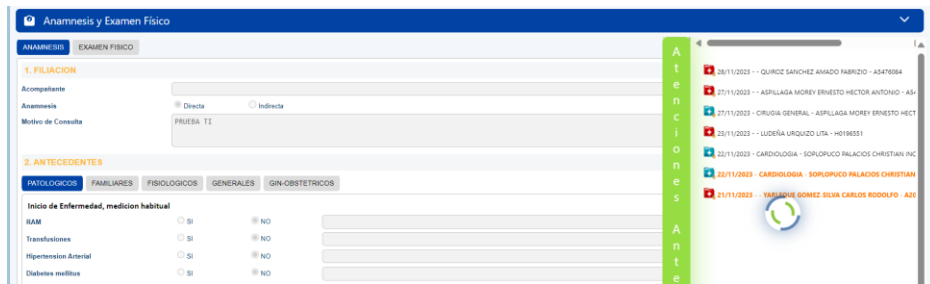 Anamnesis y Examen Físico
ANAMNESIS EXAMEN FISICO
1. FILIACION
Acompañante
Anamnesis Directa Indirecta
Motivo de Consulta PRUEBA TI
2. ANTECEDENTES
PATOLOGICOS FAMILIARES FISIOLOGICOS GENERALES GIN-OBSTETRICOS
Inicio de Enfermedad, medicion habitual
RAM SI NO
Transfusiones SI NO
Hipertension Arterial SI NO
Diabetes mellitus SI NO
Atenciones Ante
28/11/2023 - - QUIROZ SANCHEZ AMADO FABRIZIO - A5476064
27/11/2023 - - ASPILLAGA MOREY ERNESTO HECTOR ANTONIO - A54
27/11/2023 - CIRUGIA GENERAL - ASPILLAGA MOREY ERNESTO HECT
23/11/2023 - - LUDEÑA URQUIZO LITA - H0196551
22/11/2023 - CARDIOLOGIA - SOPLOPUCO PALACIOS CHRISTIAN INC
22/11/2023 - CARDIOLOGIA - SOPLOPUCO PALACIOS CHRISTIAN
21/11/2023 - - YARLEQUE GOMEZ-SILVA CARLOS RODOLFO - A20